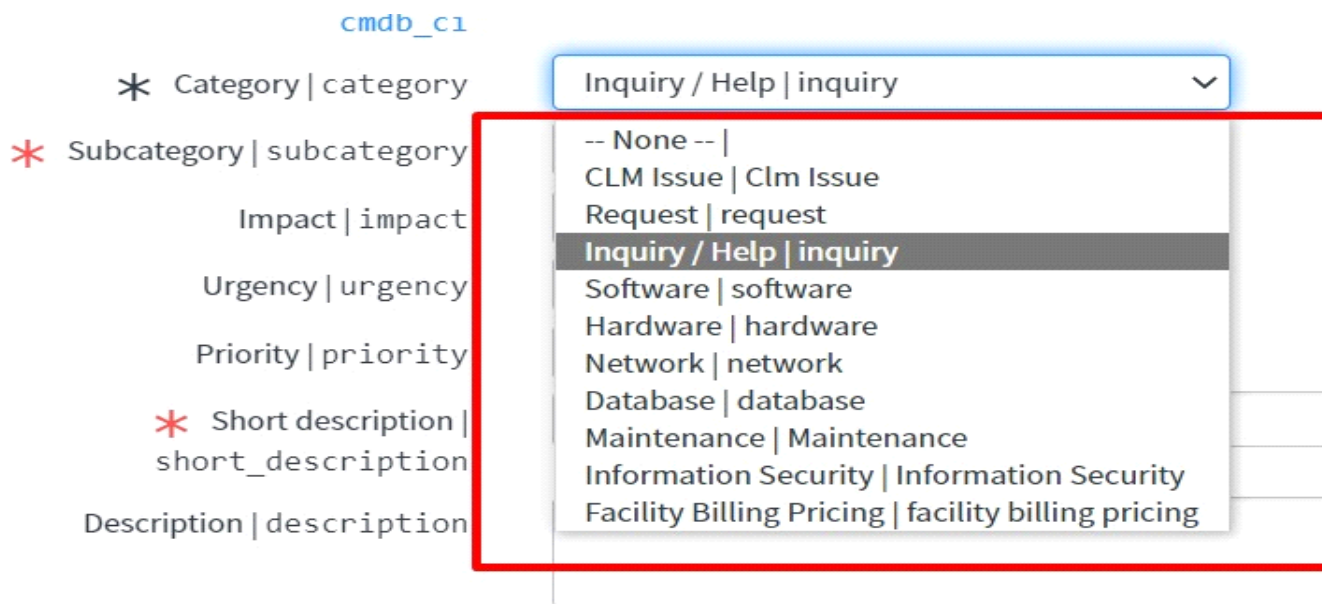 cmdb_ci
* Category | category
Inquiry / Help | inquiry
-- None -- |
* Subcategory | subcategory
CLM Issue | Clm Issue
Request | request
Impact | impact
Inquiry / Help | inquiry
Urgency | urgency
Software | software
Hardware | hardware
Priority | priority
Network | network
Database | database
* Short description |
short_description
Maintenance | Maintenance
Information Security | Information Security
Facility Billing Pricing | facility billing pricing
Description | description